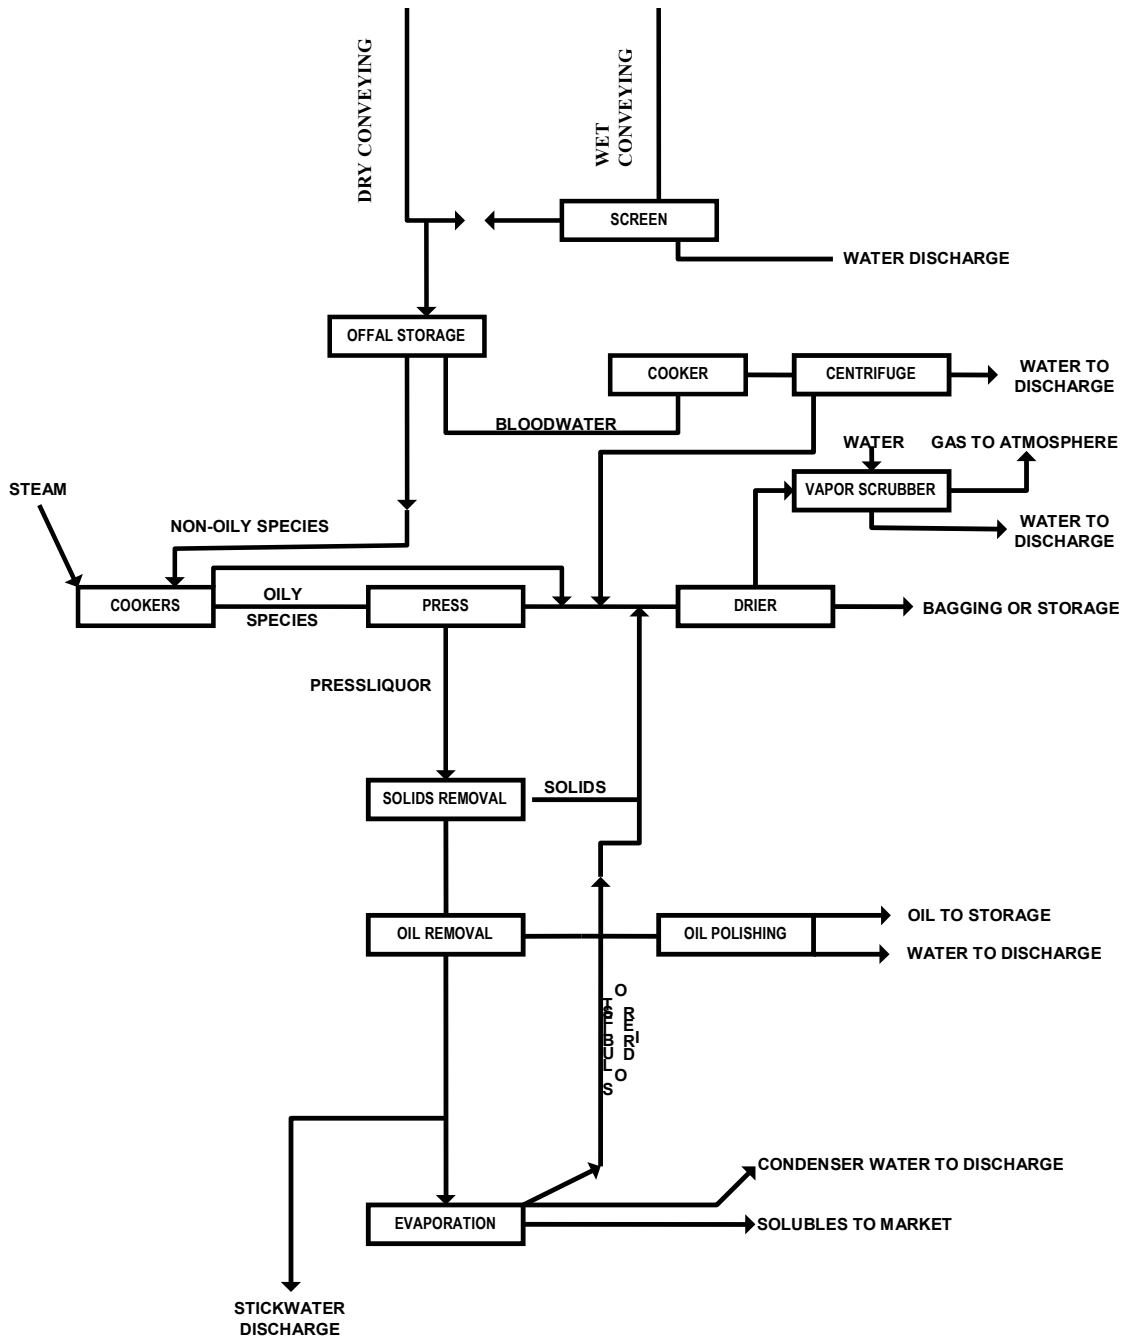 DRY CONVEYING
WET
CONVEYING
SCREEN
WATER DISCHARGE
OFFAL STORAGE
COOKER
CENTRIFUGE
WATER TO
DISCHARGE
BLOODWATER
WATER
GAS TO ATMOSPHERE
STEAM
VAPOR SCRUBBER
NON-OILY SPECIES
WATER TO
DISCHARGE
COOKERS
OILY
SPECIES
PRESS
DRIER
BAGGING OR STORAGE
PRESSLIQUOR
SOLIDS REMOVAL
SOLIDS
OIL REMOVAL
OIL POLISHING
OIL TO STORAGE
WATER TO DISCHARGE
CONDENSER WATER TO DISCHARGE
EVAPORATION
SOLUBLES TO MARKET
STICKWATER
DISCHARGE